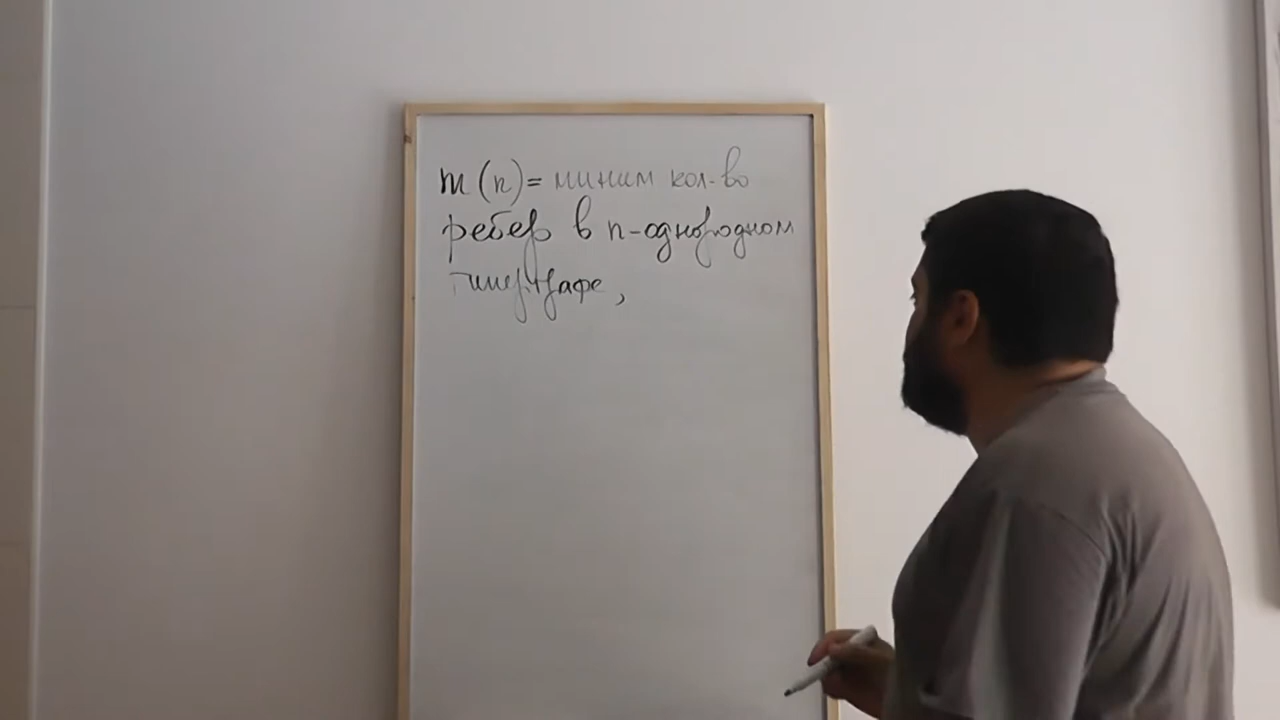 m(n)= миним кол-во
ребер в n-однородном
гиперграфе,